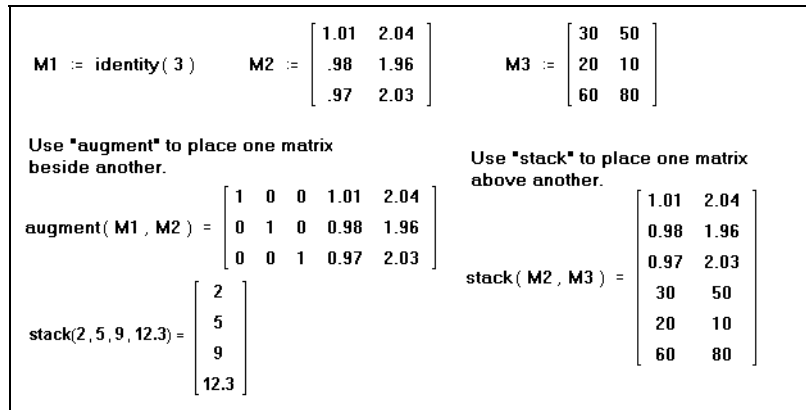 M1 := identity( 3 )   M2 := [ 1.01 2.04 ; .98 1.96 ; .97 2.03 ]   M3 := [ 30 50 ; 20 10 ; 60 80 ]
Use "augment" to place one matrix
beside another.
augment( M1 , M2 ) = [ 1 0 0 1.01 2.04 ; 0 1 0 0.98 1.96 ; 0 0 1 0.97 2.03 ]
stack(2,5,9,12.3) = [ 2 ; 5 ; 9 ; 12.3 ]
Use "stack" to place one matrix
above another.
stack( M2 , M3 ) = [ 1.01 2.04 ; 0.98 1.96 ; 0.97 2.03 ; 30 50 ; 20 10 ; 60 80 ]